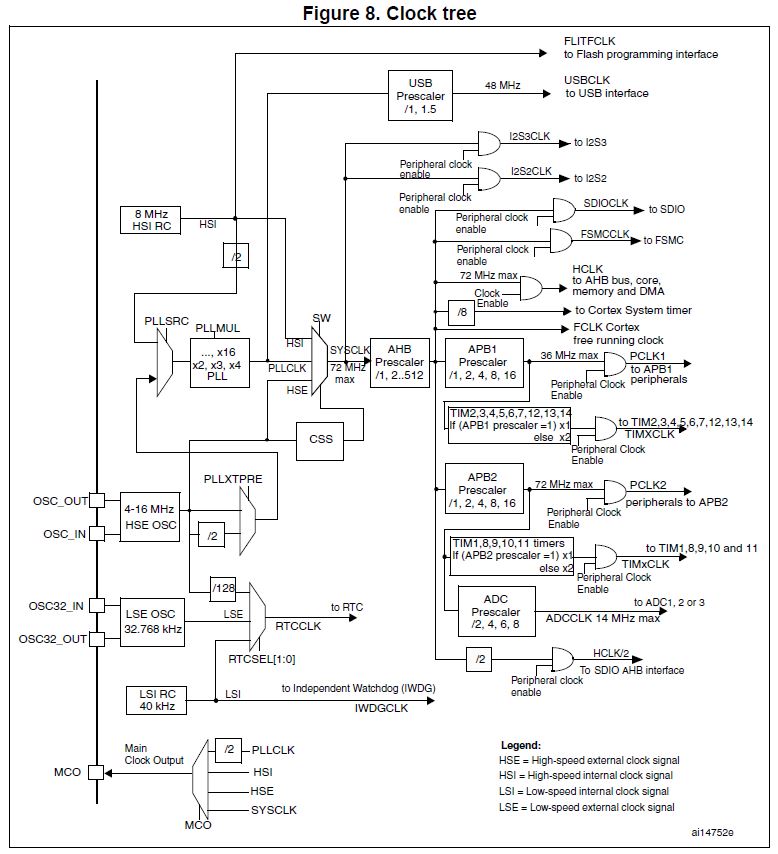 Figure 8. Clock tree
FLITFCLK
to Flash programming interface
USB
Prescaler
/1, 1.5
48 MHz
USBCLK
to USB interface
I2S3CLK
to I2S3
Peripheral clock
enable
I2S2CLK
to I2S2
Peripheral clock
enable
SDIOCLK
to SDIO
Peripheral clock
enable
FSMCCLK
to FSMC
Peripheral clock
enable
8 MHz
HSI RC
HSI
/2
HCLK
to AHB bus, core,
memory and DMA
72 MHz max
Clock
Enable
/8
to Cortex System timer
FCLK Cortex
free running clock
PLLSRC
PLLMUL
..., x16
x2, x3, x4
PLL
SW
HSI
PLLCLK
HSE
SYSCLK
72 MHz
max
AHB
Prescaler
/1, 2..512
APB1
Prescaler
/1, 2, 4, 8, 16
36 MHz max
PCLK1
to APB1
peripherals
Peripheral Clock
Enable
TIM2,3,4,5,6,7,12,13,14
If (APB1 prescaler =1) x1
else x2
to TIM2,3,4,5,6,7,12,13,14
TIMXCLK
Peripheral Clock
Enable
CSS
PLLXTPRE
OSC_OUT
OSC_IN
4-16 MHz
HSE OSC
/2
APB2
Prescaler
/1, 2, 4, 8, 16
72 MHz max
PCLK2
peripherals to APB2
Peripheral Clock
Enable
TIM1,8,9,10,11 timers
If (APB2 prescaler =1) x1
else x2
to TIM1,8,9,10 and 11
TIMxCLK
Peripheral Clock
Enable
/128
OSC32_IN
OSC32_OUT
LSE OSC
32.768 kHz
LSE
to RTC
RTCCLK
RTCSEL[1:0]
ADC
Prescaler
/2, 4, 6, 8
to ADC1, 2 or 3
ADCCLK 14 MHz max
/2
HCLK/2
To SDIO AHB interface
Peripheral clock
enable
LSI RC
40 kHz
LSI
to Independent Watchdog (IWDG)
IWDGCLK
MCO
Main
Clock Output
/2
PLLCLK
HSI
HSE
SYSCLK
MCO
Legend:
HSE = High-speed external clock signal
HSI = High-speed internal clock signal
LSI = Low-speed internal clock signal
LSE = Low-speed external clock signal
ai14752e